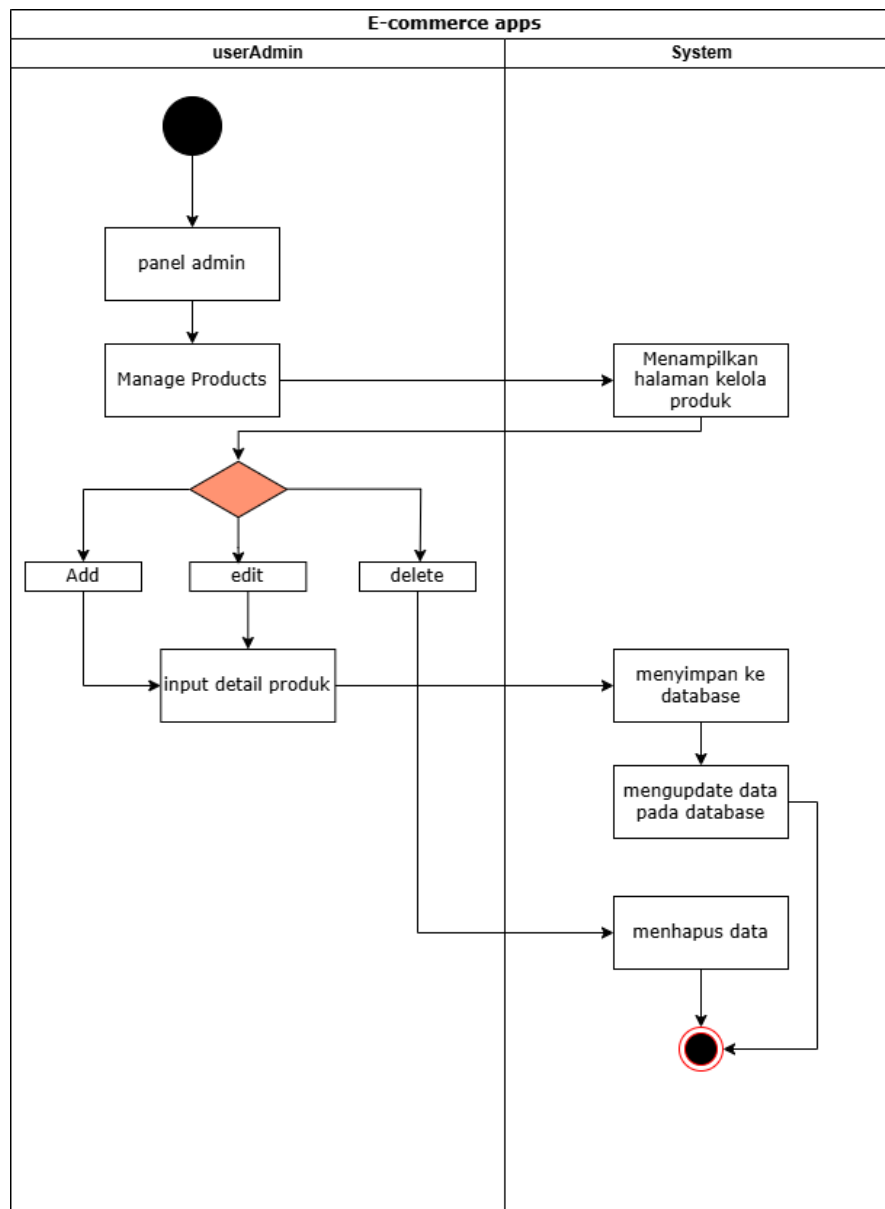 E-commerce apps
userAdmin
System
panel admin
Manage Products
Menampilkan
halaman kelola
produk
Add
edit
delete
input detail produk
menyimpan ke
database
mengupdate data
pada database
menhapus data